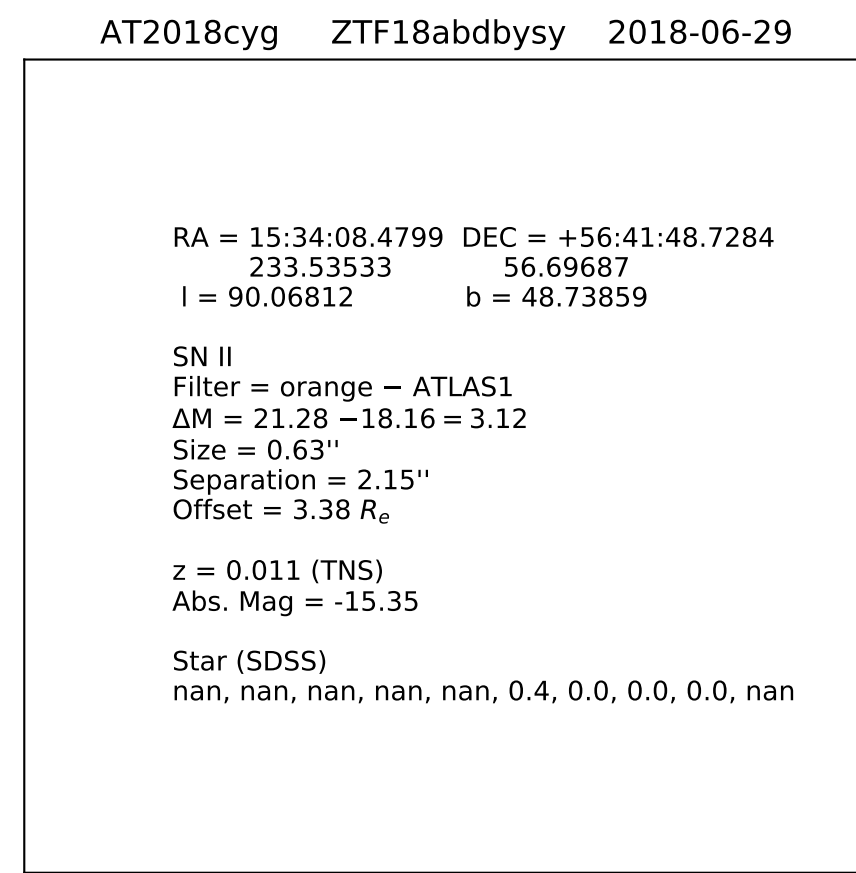 AT2018cyg ZTF18abdbysy 2018-06-29
RA = 15:34:08.4799 DEC = +56:41:48.7284
233.53533 56.69687
l = 90.06812 b = 48.73859
SN II
Filter = orange − ATLAS1
ΔM = 21.28 −18.16 = 3.12
Size = 0.63''
Separation = 2.15''
Offset = 3.38 Re
z = 0.011 (TNS)
Abs. Mag = -15.35
Star (SDSS)
nan, nan, nan, nan, nan, 0.4, 0.0, 0.0, 0.0, nan